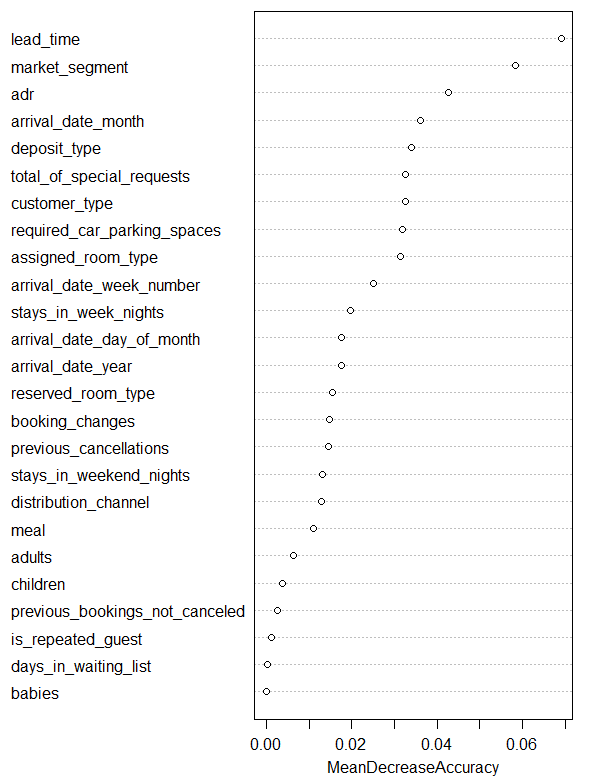 lead_time
market_segment
adr
arrival_date_month
deposit_type
total_of_special_requests
customer_type
required_car_parking_spaces
assigned_room_type
arrival_date_week_number
stays_in_week_nights
arrival_date_day_of_month
arrival_date_year
reserved_room_type
booking_changes
previous_cancellations
stays_in_weekend_nights
distribution_channel
meal
adults
children
previous_bookings_not_canceled
is_repeated_guest
days_in_waiting_list
babies
0.00 0.02 0.04 0.06
MeanDecreaseAccuracy